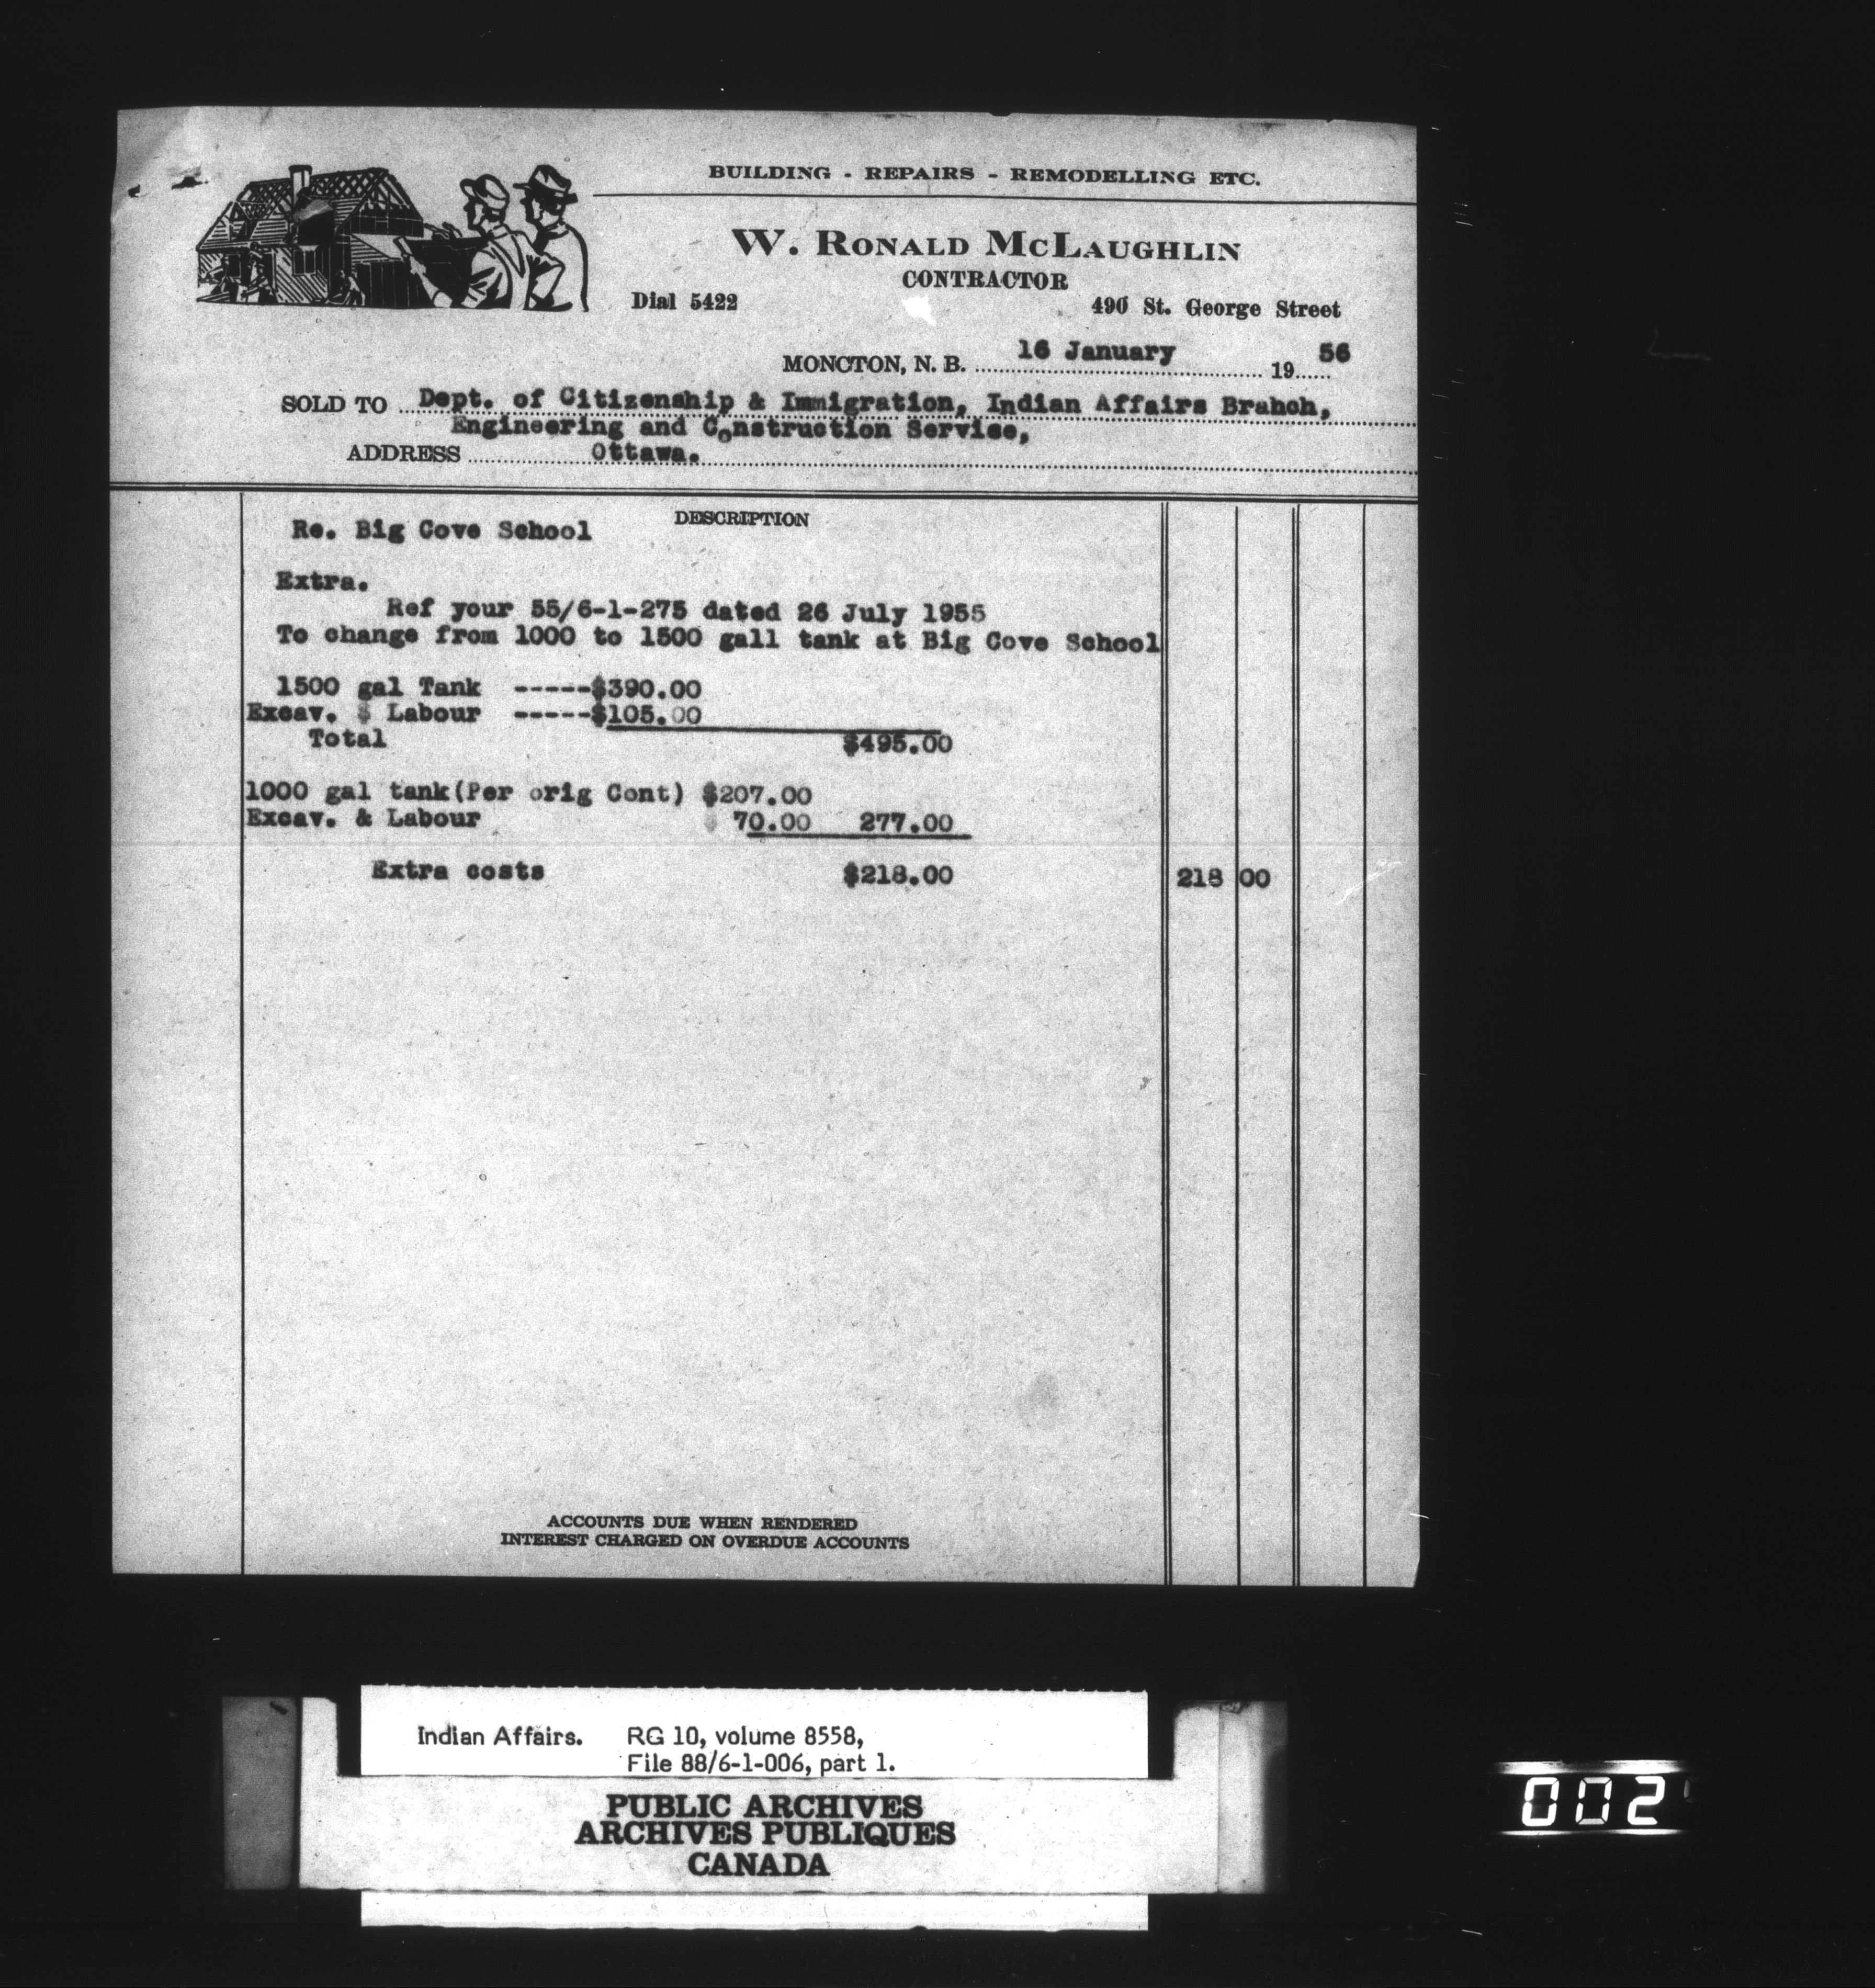 BUILDING - REPAIRS - REMODELLING ETC.
W. RONALD MCLAUGHLIN
CONTRACTOR
Dial 5422
490 St. George Street
MONCTON, N. B. 16 January 1956
SOLD TO Dept. of Citizenship & Immigration, Indian Affairs Branch,
Engineering and Construction Service,
ADDRESS Ottawa.
DESCRIPTION
Re. Big Cove School
Extra.
Ref your 55/6-1-275 dated 26 July 1955
To change from 1000 to 1500 gall tank at Big Cove School
1500 gal Tank -----$390.00
Excav. $ Labour -----$105.00
Total $495.00
1000 gal tank(Per orig Cont) $207.00
Excav. & Labour $ 70.00 277.00
Extra costs $218.00 218 00
ACCOUNTS DUE WHEN RENDERED
INTEREST CHARGED ON OVERDUE ACCOUNTS
Indian Affairs. RG 10, volume 8558,
File 88/6-1-006, part 1.
PUBLIC ARCHIVES
ARCHIVES PUBLIQUES
CANADA
002